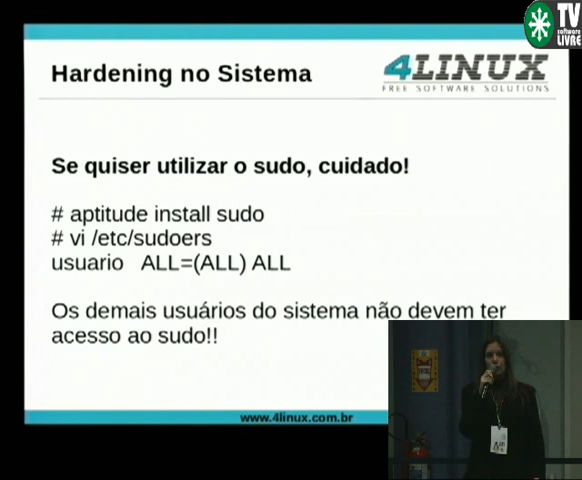 TV
software
LIVRE
Hardening no Sistema
4LINUX
FREE SOFTWARE SOLUTIONS
Se quiser utilizar o sudo, cuidado!
# aptitude install sudo
# vi /etc/sudoers
usuario ALL=(ALL) ALL
Os demais usuários do sistema não devem ter
acesso ao sudo!!
www.4linux.com.br